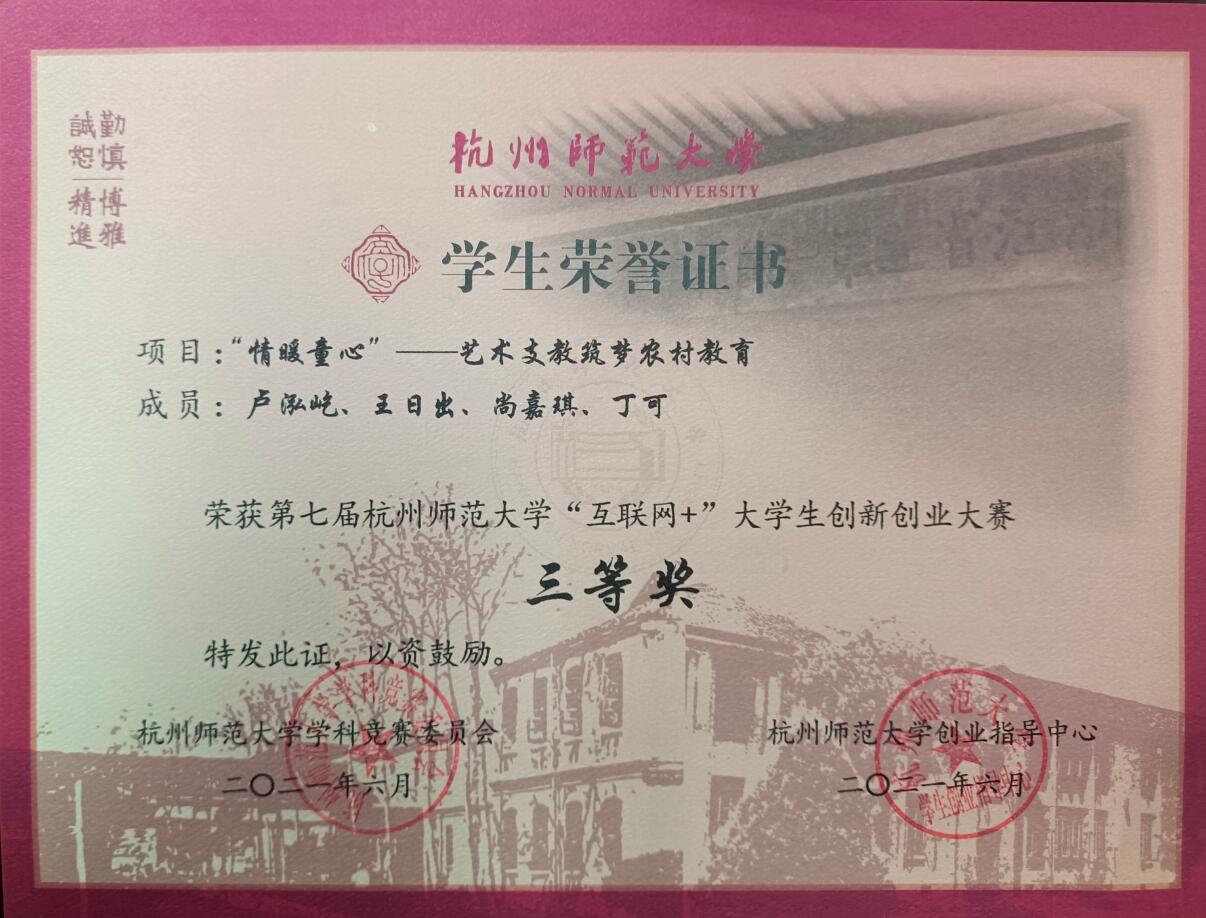 勤慎
誠恕
博雅
精進
杭州師範大學
HANGZHOU NORMAL UNIVERSITY
学生荣誉证书
项目：“情暖童心”——艺术支教筑梦农村教育
成员：卢泓屹、王日出、尚嘉琪、丁可
荣获第七届杭州师范大学“互联网+”大学生创新创业大赛
三等奖
特发此证，以资鼓励。
杭州师范大学学科竞赛委员会
二〇二一年六月
杭州师范大学创业指导中心
二〇二一年六月